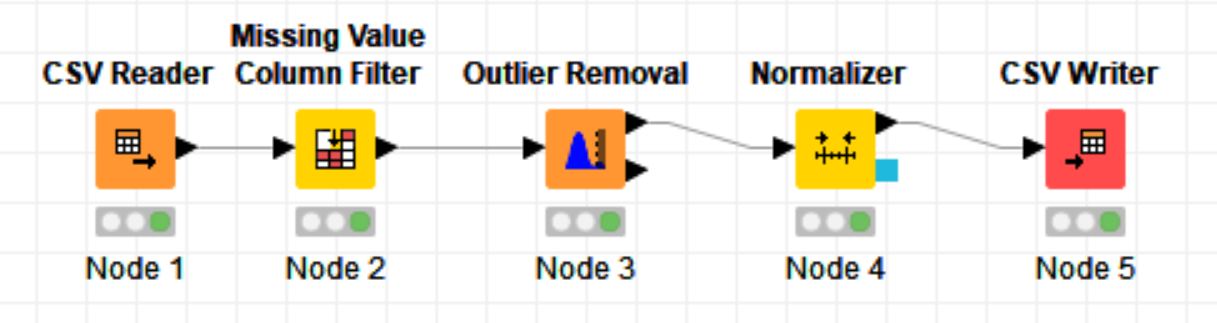 Missing Value
CSV Reader Column Filter Outlier Removal Normalizer CSV Writer
Node 1 Node 2 Node 3 Node 4 Node 5